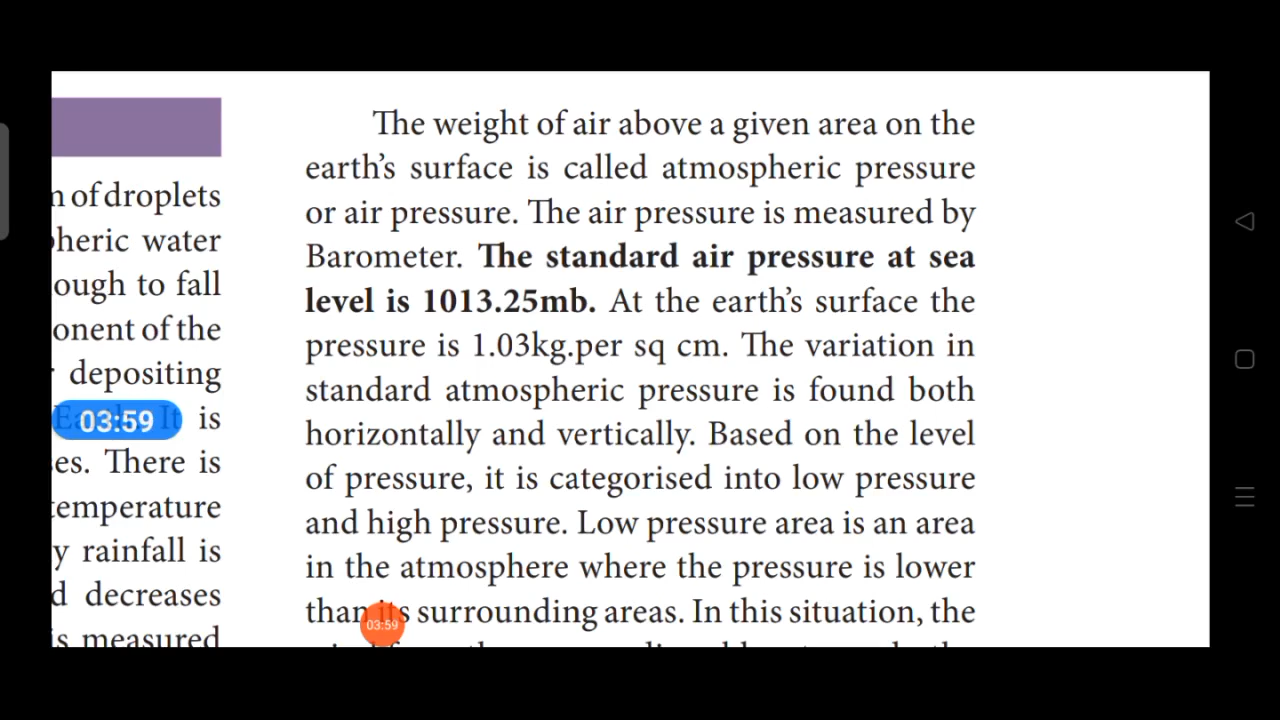 of droplets
water
ough to fall
of the
depositing
03:59 is
There is
temperature
rainfall is
decreases
is measured
The weight of air above a given area on the
earth’s surface is called atmospheric pressure
or air pressure. The air pressure is measured by
Barometer. The standard air pressure at sea
level is 1013.25mb. At the earth’s surface the
pressure is 1.03kg.per sq cm. The variation in
standard atmospheric pressure is found both
horizontally and vertically. Based on the level
of pressure, it is categorised into low pressure
and high pressure. Low pressure area is an area
in the atmosphere where the pressure is lower
than its surrounding areas. In this situation, the
03:59